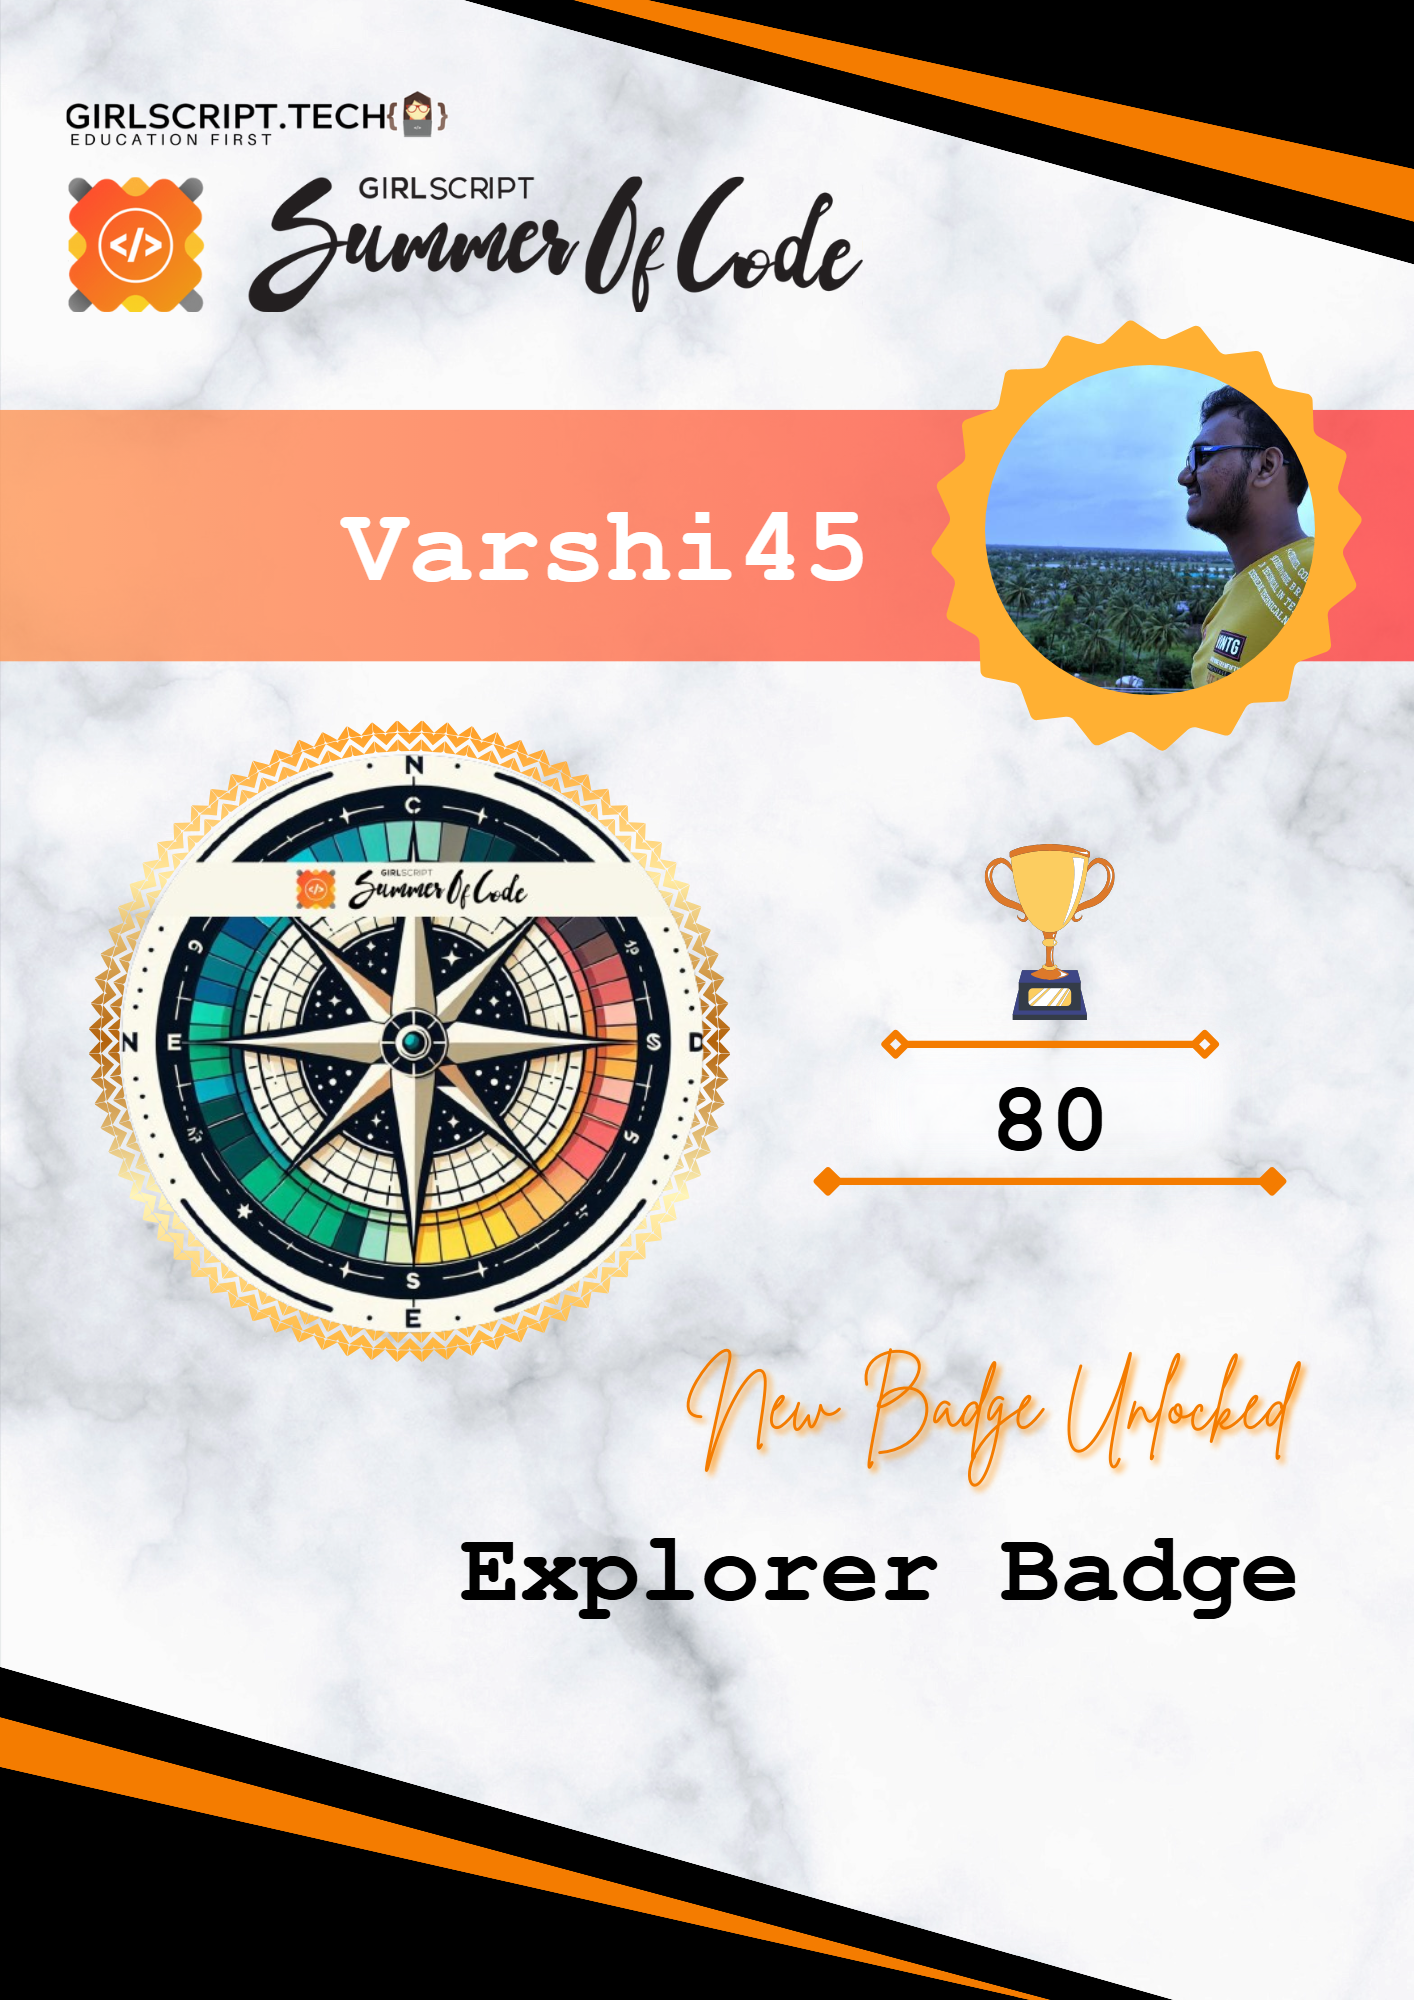 GIRLSCRIPT.TECH{ }
EDUCATION FIRST
GIRLSCRIPT
Summer Of Code
</>
Varshi45
VINTG
N
C
GIRLSCRIPT
Summer Of Code
</>
N E S D
S
E
80
New Badge Unlocked
Explorer Badge